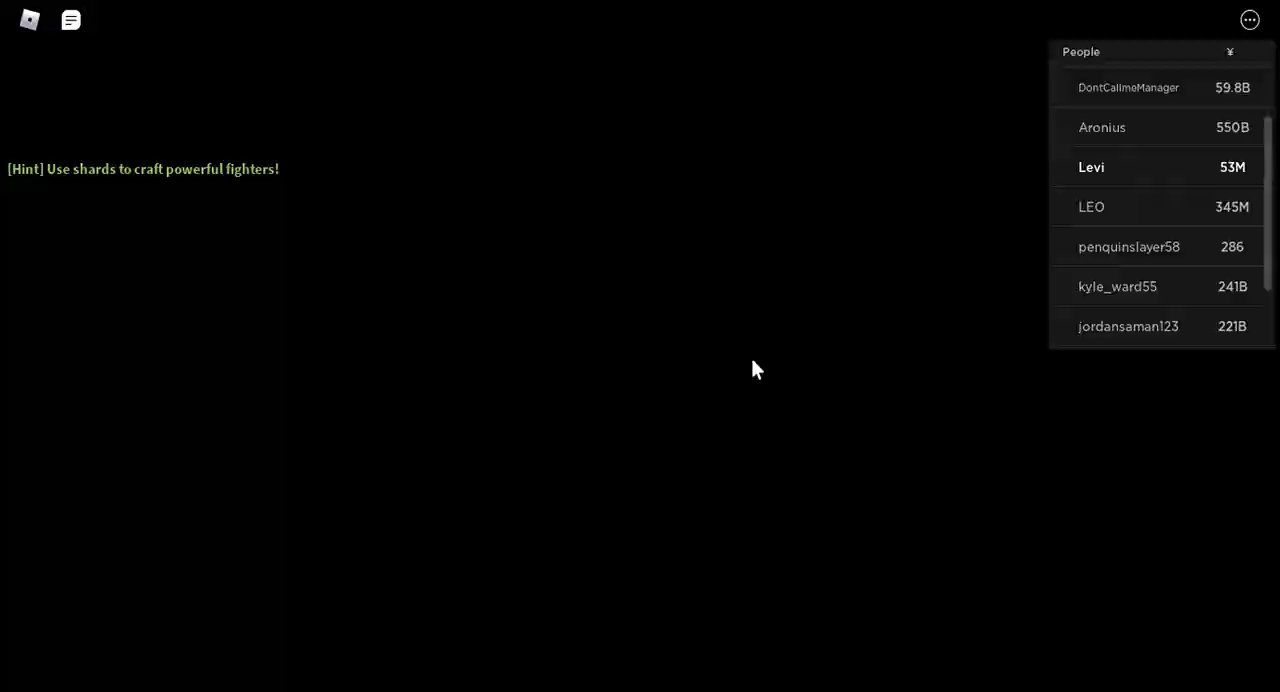 People ¥
DontCallmeManager 59.8B
Aronius 550B
[Hint] Use shards to craft powerful fighters!
Levi 53M
LEO 345M
penquinslayer58 286
kyle_ward55 241B
jordansaman123 221B